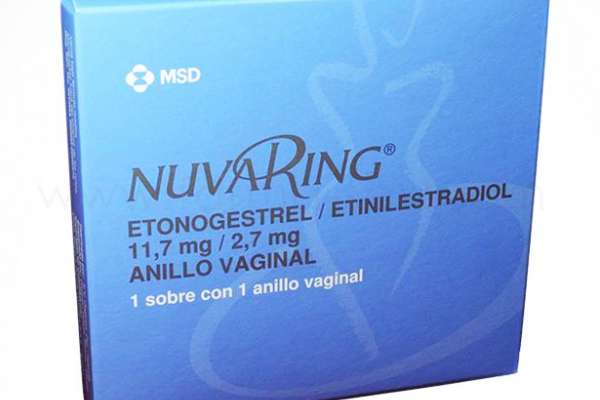 MSD
NUVARING®
ETONOGESTREL / ETINILESTRADIOL
11,7 mg / 2,7 mg
ANILLO VAGINAL
1 sobre con 1 anillo vaginal